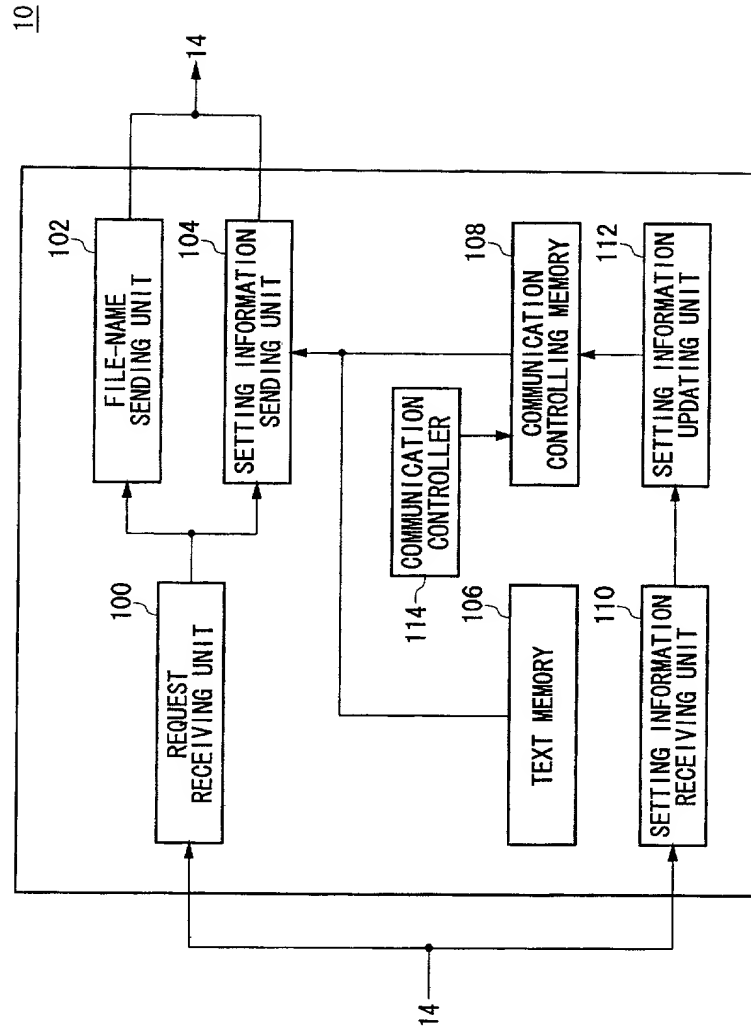 10
14
102
FILE-NAME
SENDING UNIT
104
SETTING INFORMATION
SENDING UNIT
100
REQUEST
RECEIVING UNIT
COMMUNICATION
CONTROLLER
114
108
COMMUNICATION
CONTROLLING MEMORY
106
TEXT MEMORY
112
SETTING INFORMATION
UPDATING UNIT
110
SETTING INFORMATION
RECEIVING UNIT
14